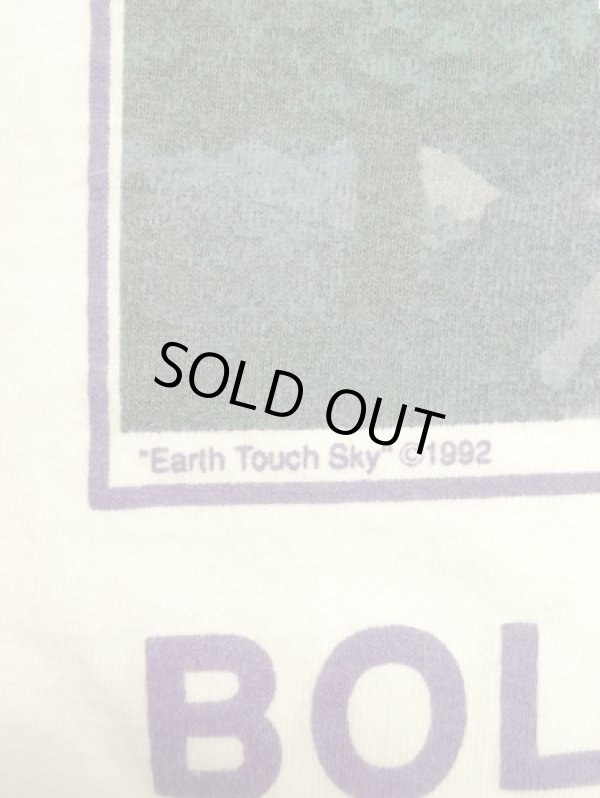 SOLD OUT
"Earth Touch Sky" ©1992
BOL